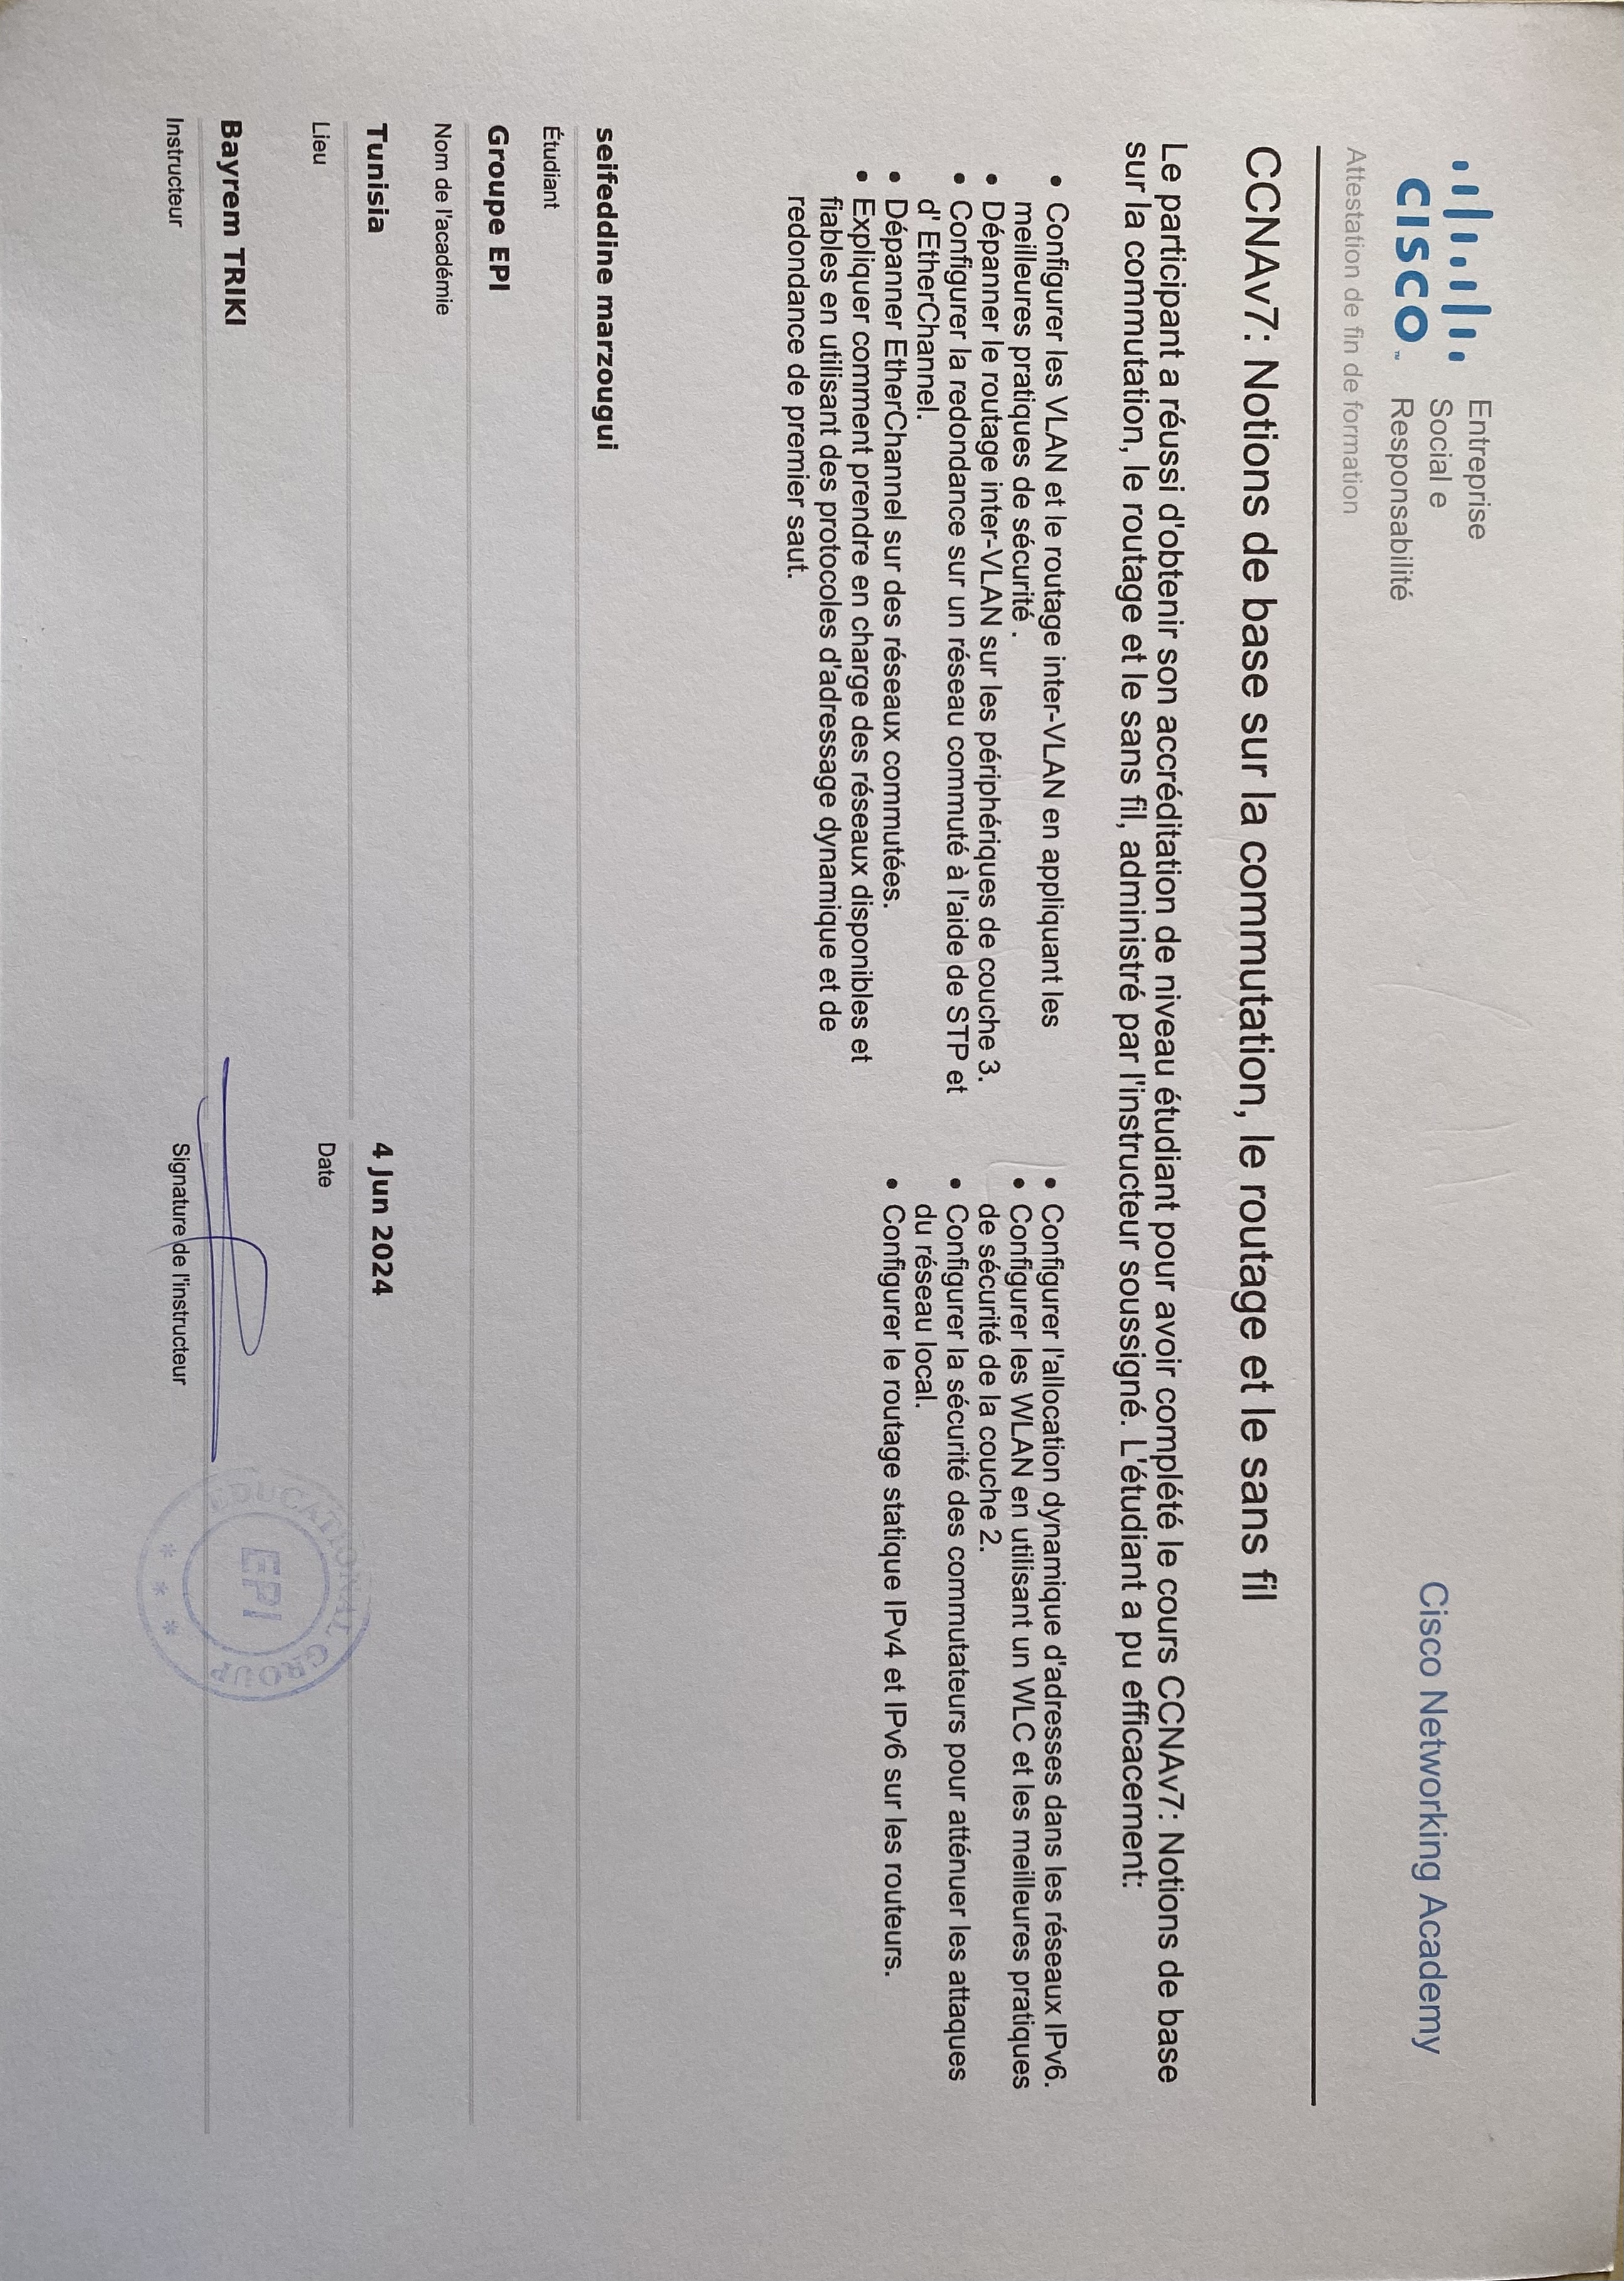 CISCO™
Entreprise
Social e
Responsabilité
Cisco Networking Academy
Attestation de fin de formation
CCNAv7: Notions de base sur la commutation, le routage et le sans fil
Le participant a réussi d'obtenir son accréditation de niveau étudiant pour avoir complété le cours CCNAv7: Notions de base
sur la commutation, le routage et le sans fil, administré par l'instructeur soussigné. L'étudiant a pu efficacement:
• Configurer les VLAN et le routage inter-VLAN en appliquant les
meilleures pratiques de sécurité .
• Dépanner le routage inter-VLAN sur les périphériques de couche 3.
• Configurer la redondance sur un réseau commuté à l'aide de STP et
d' EtherChannel.
• Dépanner EtherChannel sur des réseaux commutées.
• Expliquer comment prendre en charge des réseaux disponibles et
fiables en utilisant des protocoles d'adressage dynamique et de
redondance de premier saut.
• Configurer l'allocation dynamique d'adresses dans les réseaux IPv6.
• Configurer les WLAN en utilisant un WLC et les meilleures pratiques
de sécurité de la couche 2.
• Configurer la sécurité des commutateurs pour atténuer les attaques
du réseau local.
• Configurer le routage statique IPv4 et IPv6 sur les routeurs.
seifeddine marzougui
Étudiant
Groupe EPI
Nom de l'académie
Tunisia
Lieu
4 Jun 2024
Date
Bayrem TRIKI
Instructeur
Signature de l'instructeur
EDUCATIONAL GROUP
EPI
* * *